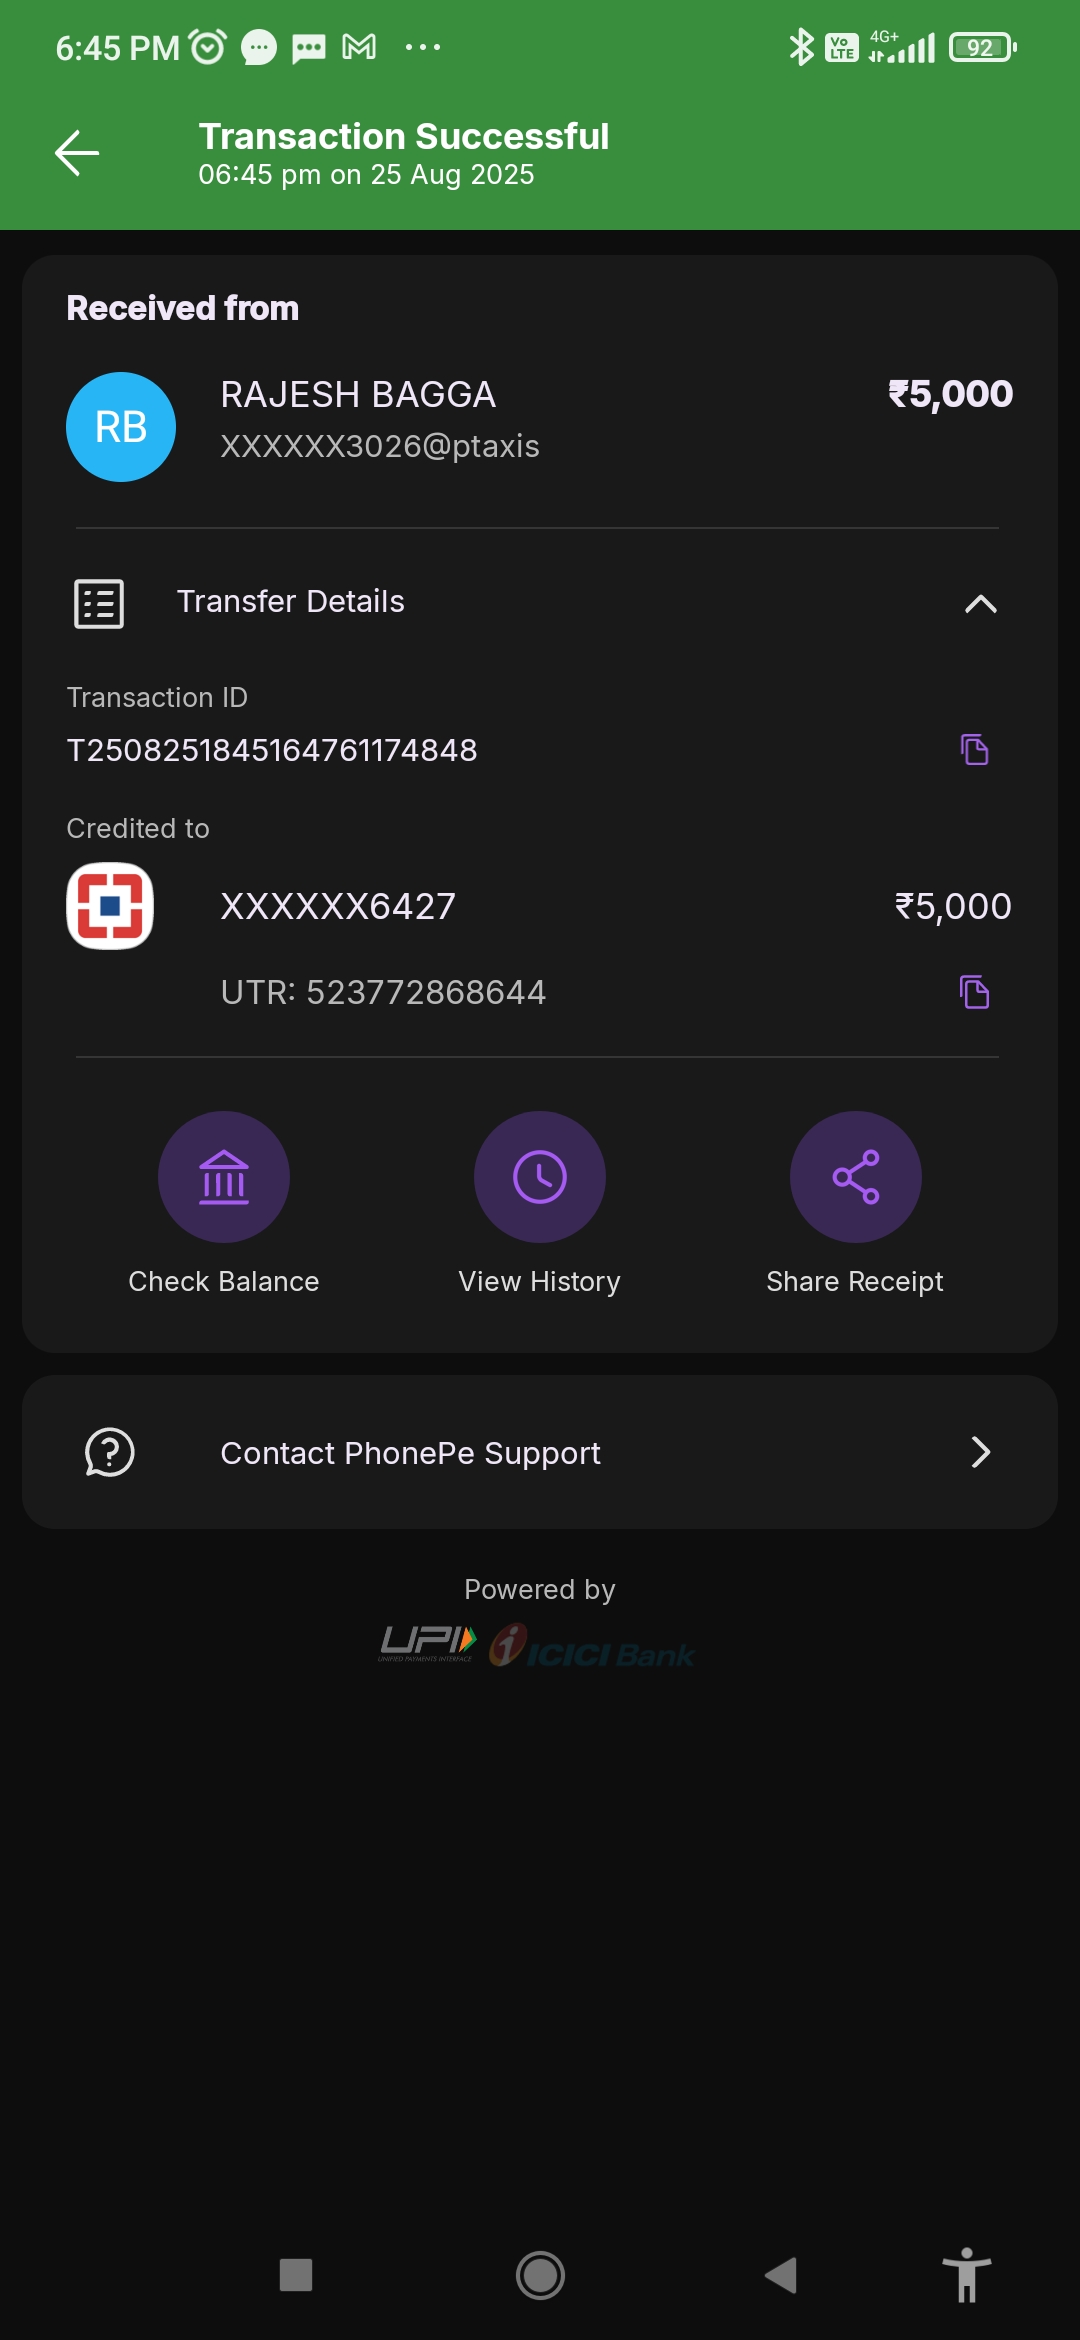 6:45 PM
Vo LTE 4G+ 92
Transaction Successful
06:45 pm on 25 Aug 2025
Received from
RB
RAJESH BAGGA
₹5,000
XXXXXX3026@ptaxis
Transfer Details
Transaction ID
T2508251845164761174848
Credited to
XXXXXX6427
₹5,000
UTR: 523772868644
Check Balance
View History
Share Receipt
Contact PhonePe Support
Powered by
UPI ICICI Bank
UNIFIED PAYMENTS INTERFACE